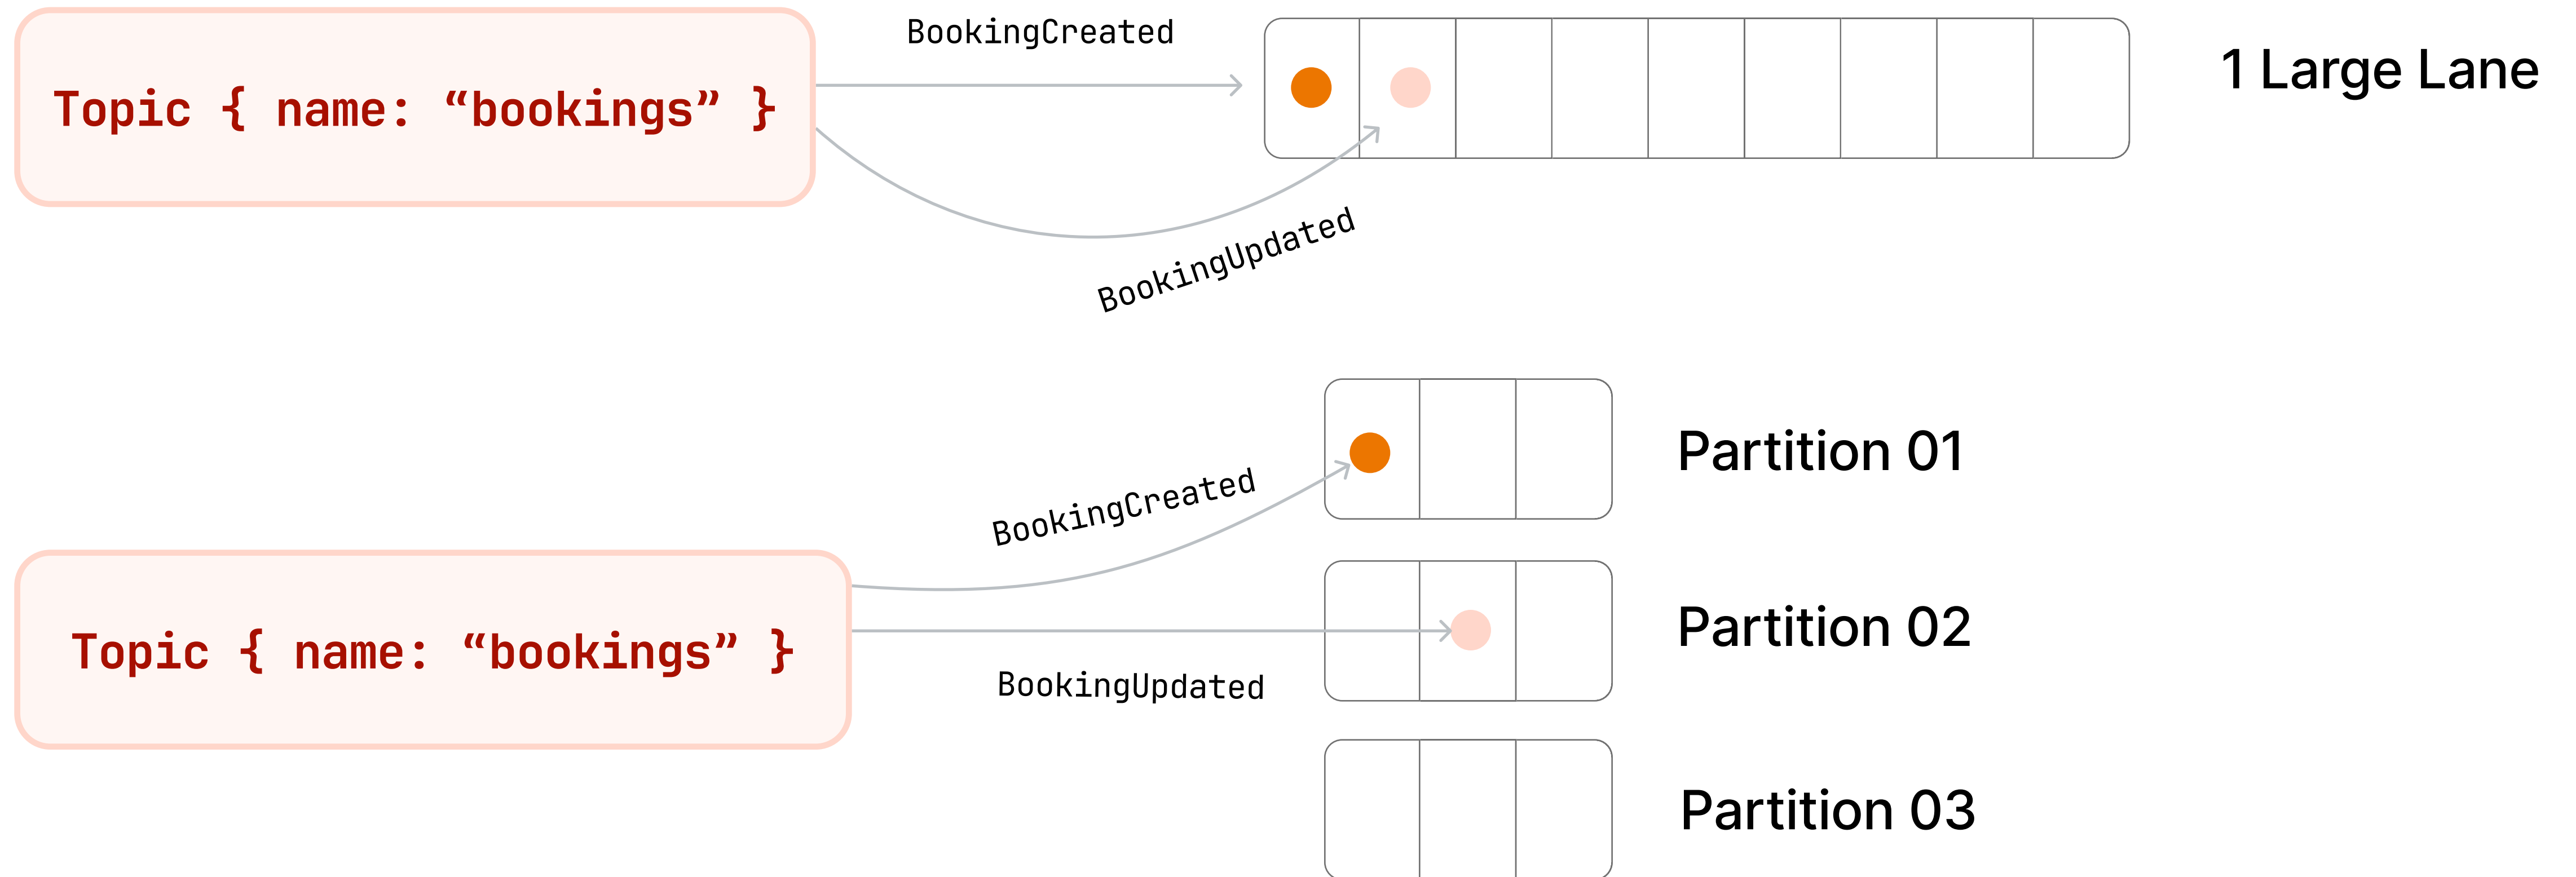 BookingCreated
Topic { name: “bookings” }
1 Large Lane
BookingUpdated
Partition 01
BookingCreated
Topic { name: “bookings” }
Partition 02
BookingUpdated
Partition 03